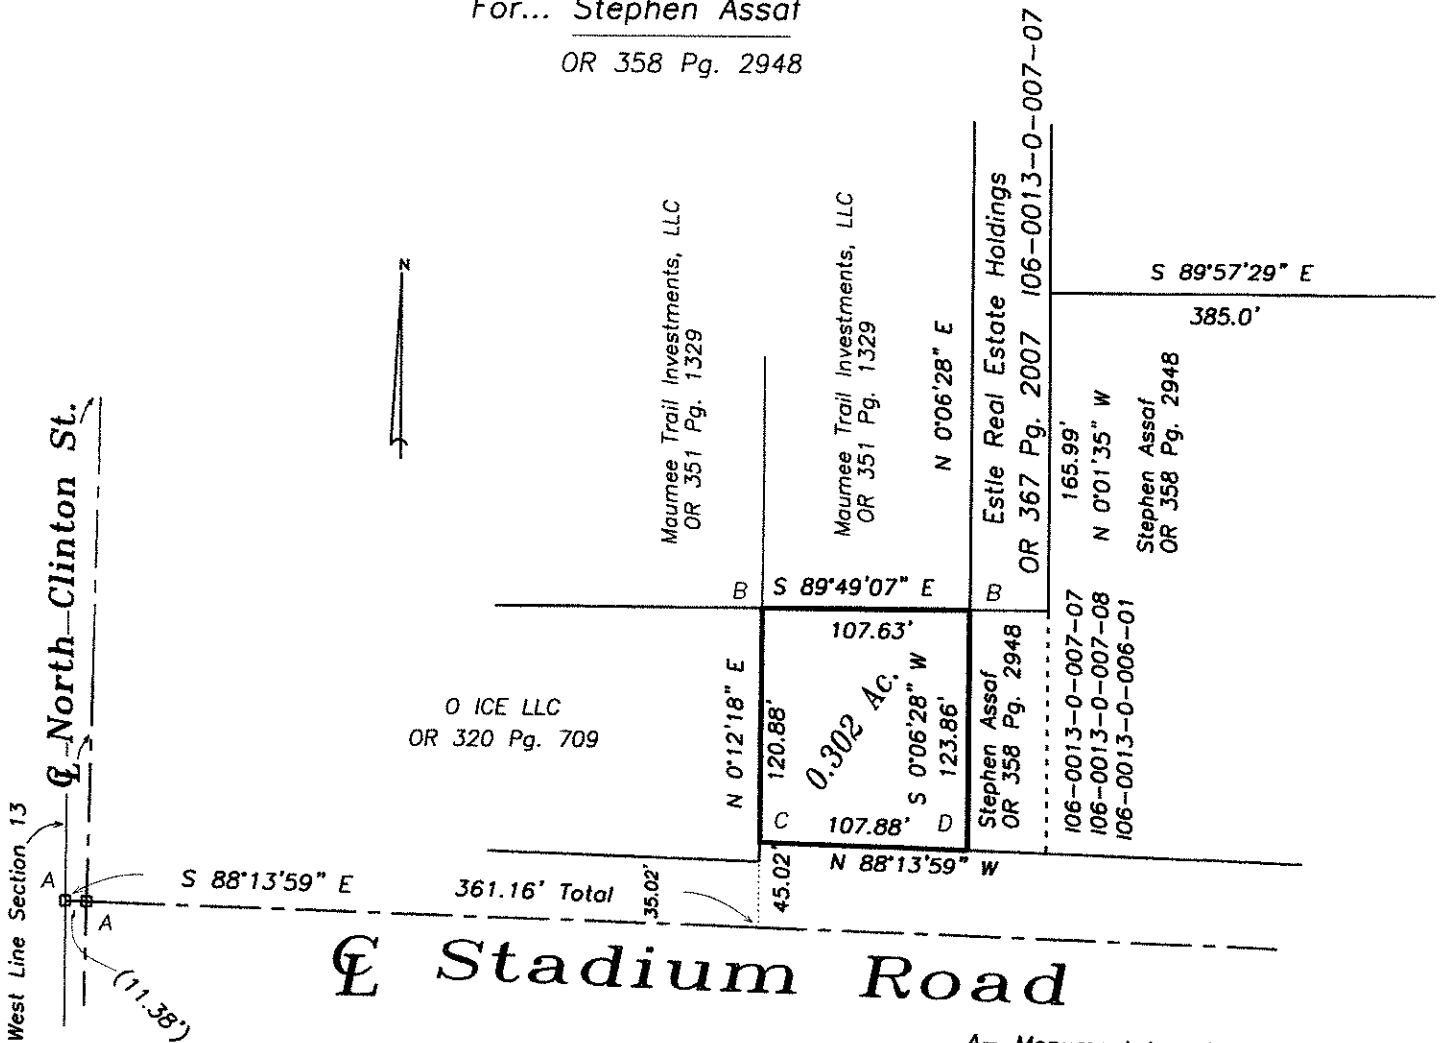 For... Stephen Assaf
OR 358 Pg. 2948
N
Maumee Trail Investments, LLC
OR 351 Pg. 1329
Maumee Trail Investments, LLC
OR 351 Pg. 1329
N 0°06'28" E
Estle Real Estate Holdings
OR 367 Pg. 2007 106-0013-0-007-07
S 89°57'29" E
385.0'
165.99'
N 0°01'35" W
Stephen Assaf
OR 358 Pg. 2948
℄ North Clinton St.
B
S 89°49'07" E
B
107.63'
O ICE LLC
OR 320 Pg. 709
N 0°12'18" E
120.88'
0.302 Ac.
S 0°06'28" W
123.86'
Stephen Assaf
OR 358 Pg. 2948
106-0013-0-007-07
106-0013-0-007-08
106-0013-0-006-01
C
107.88'
D
N 88°13'59" W
West Line Section 13
A
S 88°13'59" E
361.16' Total
35.02'
45.02'
A
(11.38')
℄ Stadium Road